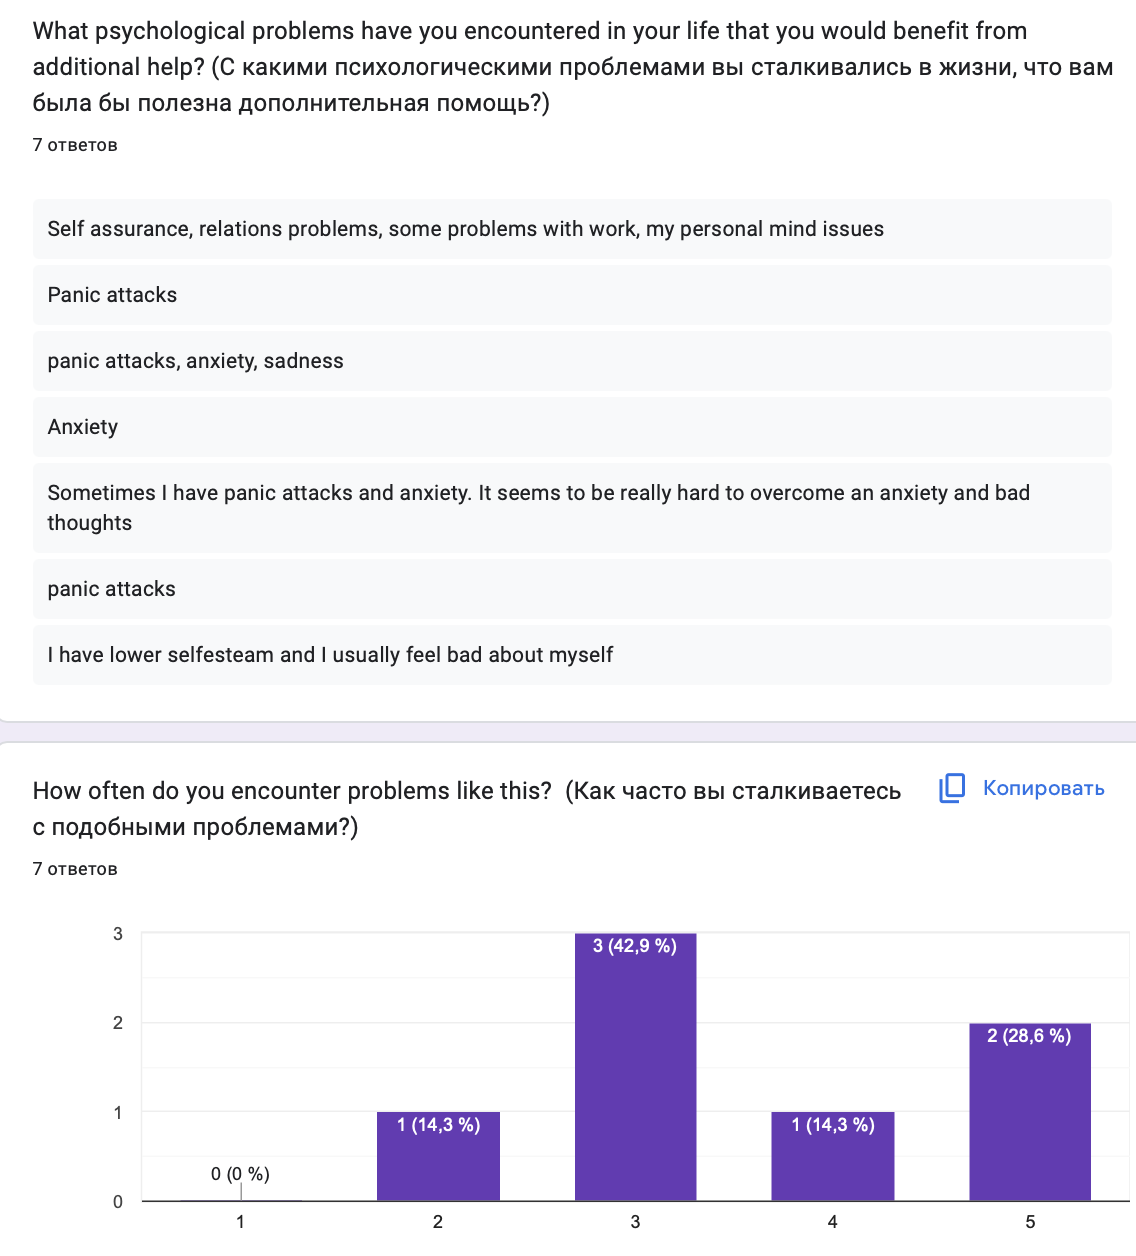 What psychological problems have you encountered in your life that you would benefit from
additional help? (С какими психологическими проблемами вы сталкивались в жизни, что вам
была бы полезна дополнительная помощь?)
7 ответов
Self assurance, relations problems, some problems with work, my personal mind issues
Panic attacks
panic attacks, anxiety, sadness
Anxiety
Sometimes I have panic attacks and anxiety. It seems to be really hard to overcome an anxiety and bad
thoughts
panic attacks
I have lower selfesteam and I usually feel bad about myself
How often do you encounter problems like this?  (Как часто вы сталкиваетесь
с подобными проблемами?)
Копировать
7 ответов
3
2
1
0
0 (0 %)
1 (14,3 %)
3 (42,9 %)
1 (14,3 %)
2 (28,6 %)
1 2 3 4 5